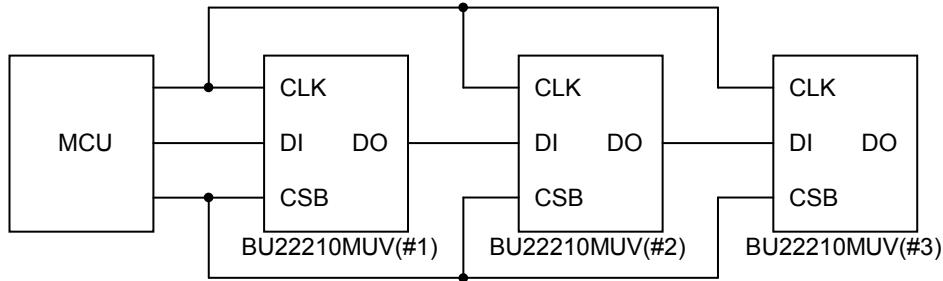 CLK CLK CLK
MCU DI DO DI DO DI DO
CSB CSB CSB
BU22210MUV(#1) BU22210MUV(#2) BU22210MUV(#3)